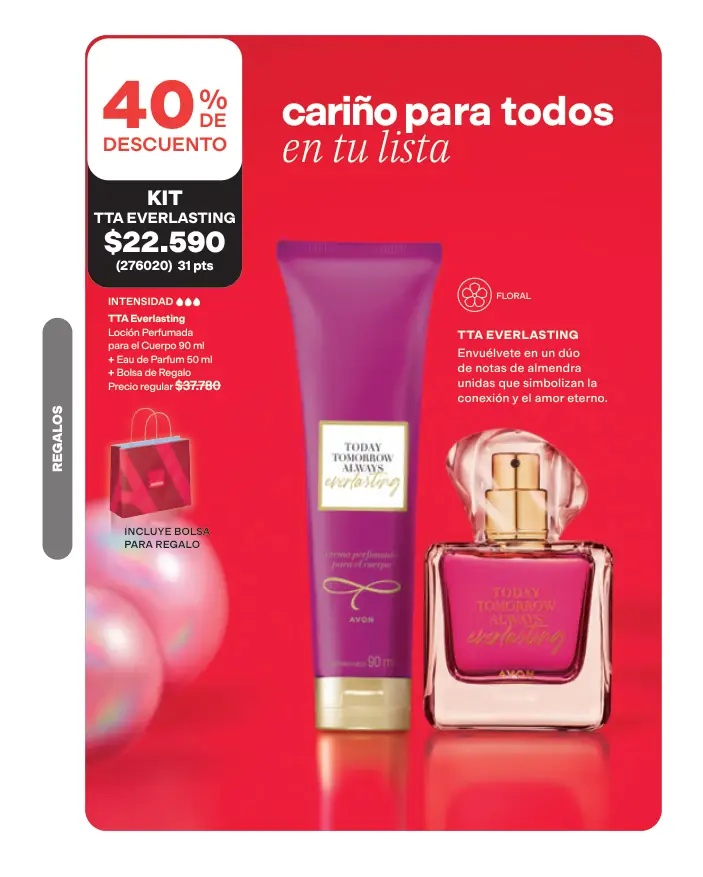 40%
DE
DESCUENTO
KIT
TTA EVERLASTING
$22.590
(276020) 31 pts
INTENSIDAD
TTA Everlasting
Loción Perfumada
para el Cuerpo 90 ml
+ Eau de Parfum 50 ml
+ Bolsa de Regalo
Precio regular $37.780
INCLUYE BOLSA
PARA REGALO
REGALOS
cariño para todos
en tu lista
FLORAL
TTA EVERLASTING
Envuélvete en un dúo
de notas de almendra
unidas que simbolizan la
conexión y el amor eterno.
TODAY
TOMORROW
ALWAYS
everlasting
crema perfumada
para el cuerpo
AVON
90 m
TODAY
TOMORROW
ALWAYS
everlasting
AVON